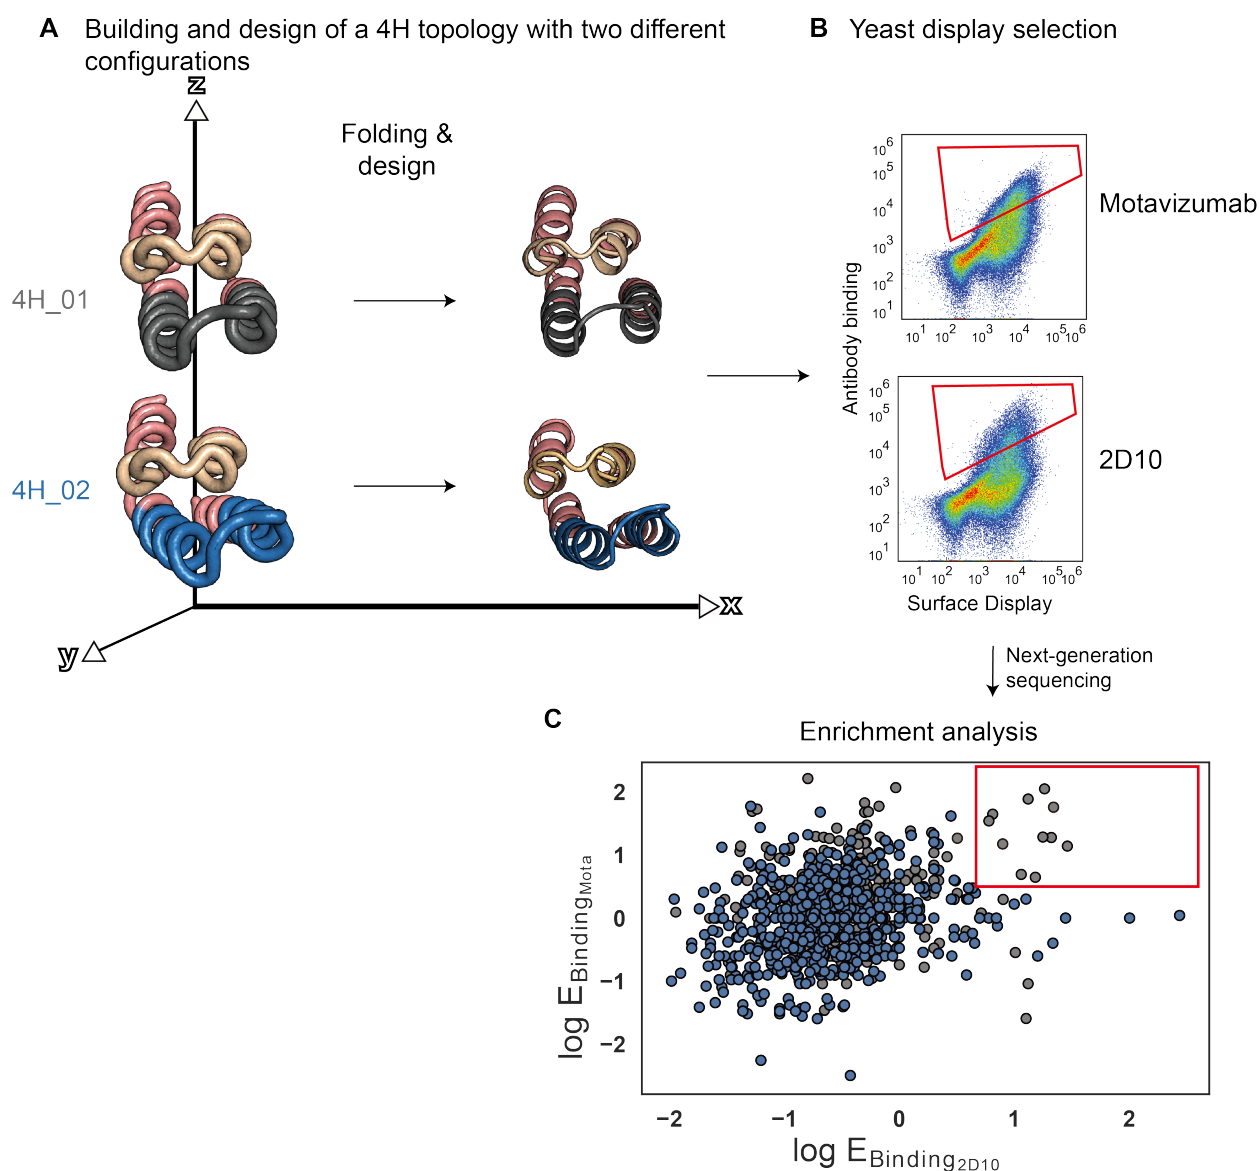 A Building and design of a 4H topology with two different
configurations
z
Folding &
design
4H_01
4H_02
x
y
B Yeast display selection
10^6
10^5
10^4
10^3
10^2
10^1
10^1 10^2 10^3 10^4 10^5 10^6
Motavizumab
Antibody binding
10^6
10^5
10^4
10^3
10^2
10^1
10^1 10^2 10^3 10^4 10^5 10^6
2D10
Surface Display
Next-generation
sequencing
C
Enrichment analysis
2
1
0
−1
−2
log E_Binding_Mota
−2 −1 0 1 2
log E_Binding_2D10